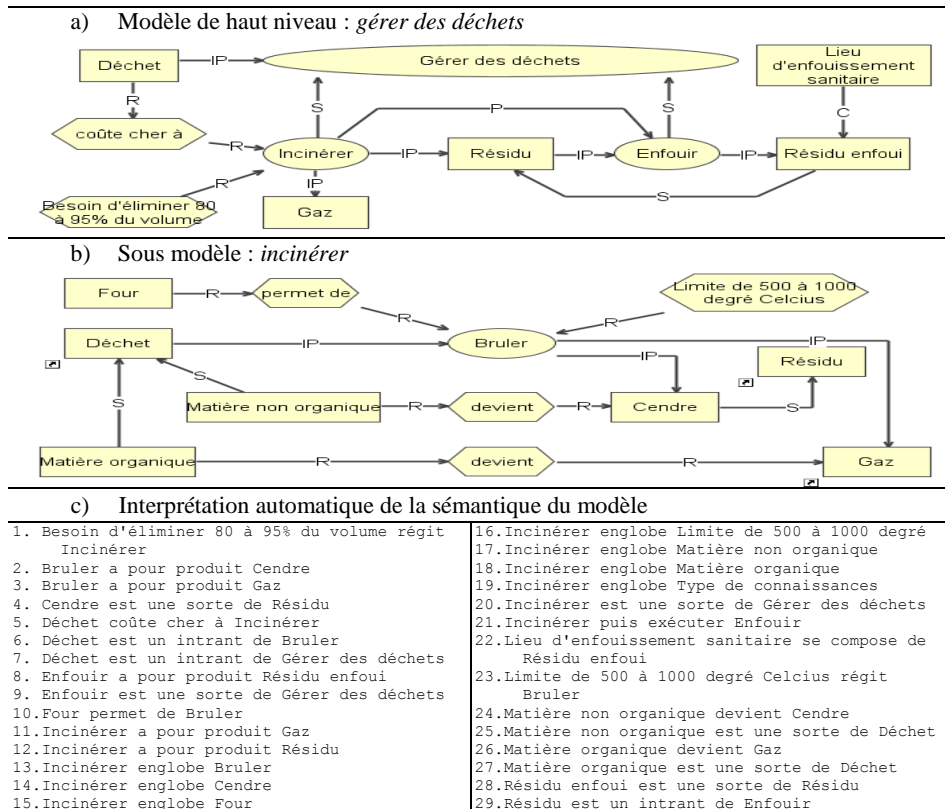 a) Modèle de haut niveau : gérer des déchets
Déchet
IP
Gérer des déchets
Lieu
d'enfouissement
sanitaire
R
S
S
P
C
coûte cher à
R
Incinérer
IP
Résidu
IP
Enfouir
IP
Résidu enfoui
R
IP
S
Besoin d'éliminer 80
à 95% du volume
Gaz
b) Sous modèle : incinérer
Four
R
permet de
Limite de 500 à 1000
degré Celcius
R
R
Déchet
IP
Bruler
IP
IP
Résidu
S
S
Matière non organique
R
devient
R
Cendre
S
Matière organique
R
devient
R
Gaz
c) Interprétation automatique de la sémantique du modèle
1. Besoin d'éliminer 80 à 95% du volume régit
Incinérer
2. Bruler a pour produit Cendre
3. Bruler a pour produit Gaz
4. Cendre est une sorte de Résidu
5. Déchet coûte cher à Incinérer
6. Déchet est un intrant de Bruler
7. Déchet est un intrant de Gérer des déchets
8. Enfouir a pour produit Résidu enfoui
9. Enfouir est une sorte de Gérer des déchets
10.Four permet de Bruler
11.Incinérer a pour produit Gaz
12.Incinérer a pour produit Résidu
13.Incinérer englobe Bruler
14.Incinérer englobe Cendre
15.Incinérer englobe Four
16.Incinérer englobe Limite de 500 à 1000 degré
17.Incinérer englobe Matière non organique
18.Incinérer englobe Matière organique
19.Incinérer englobe Type de connaissances
20.Incinérer est une sorte de Gérer des déchets
21.Incinérer puis exécuter Enfouir
22.Lieu d'enfouissement sanitaire se compose de
Résidu enfoui
23.Limite de 500 à 1000 degré Celcius régit
Bruler
24.Matière non organique devient Cendre
25.Matière non organique est une sorte de Déchet
26.Matière organique devient Gaz
27.Matière organique est une sorte de Déchet
28.Résidu enfoui est une sorte de Résidu
29.Résidu est un intrant de Enfouir